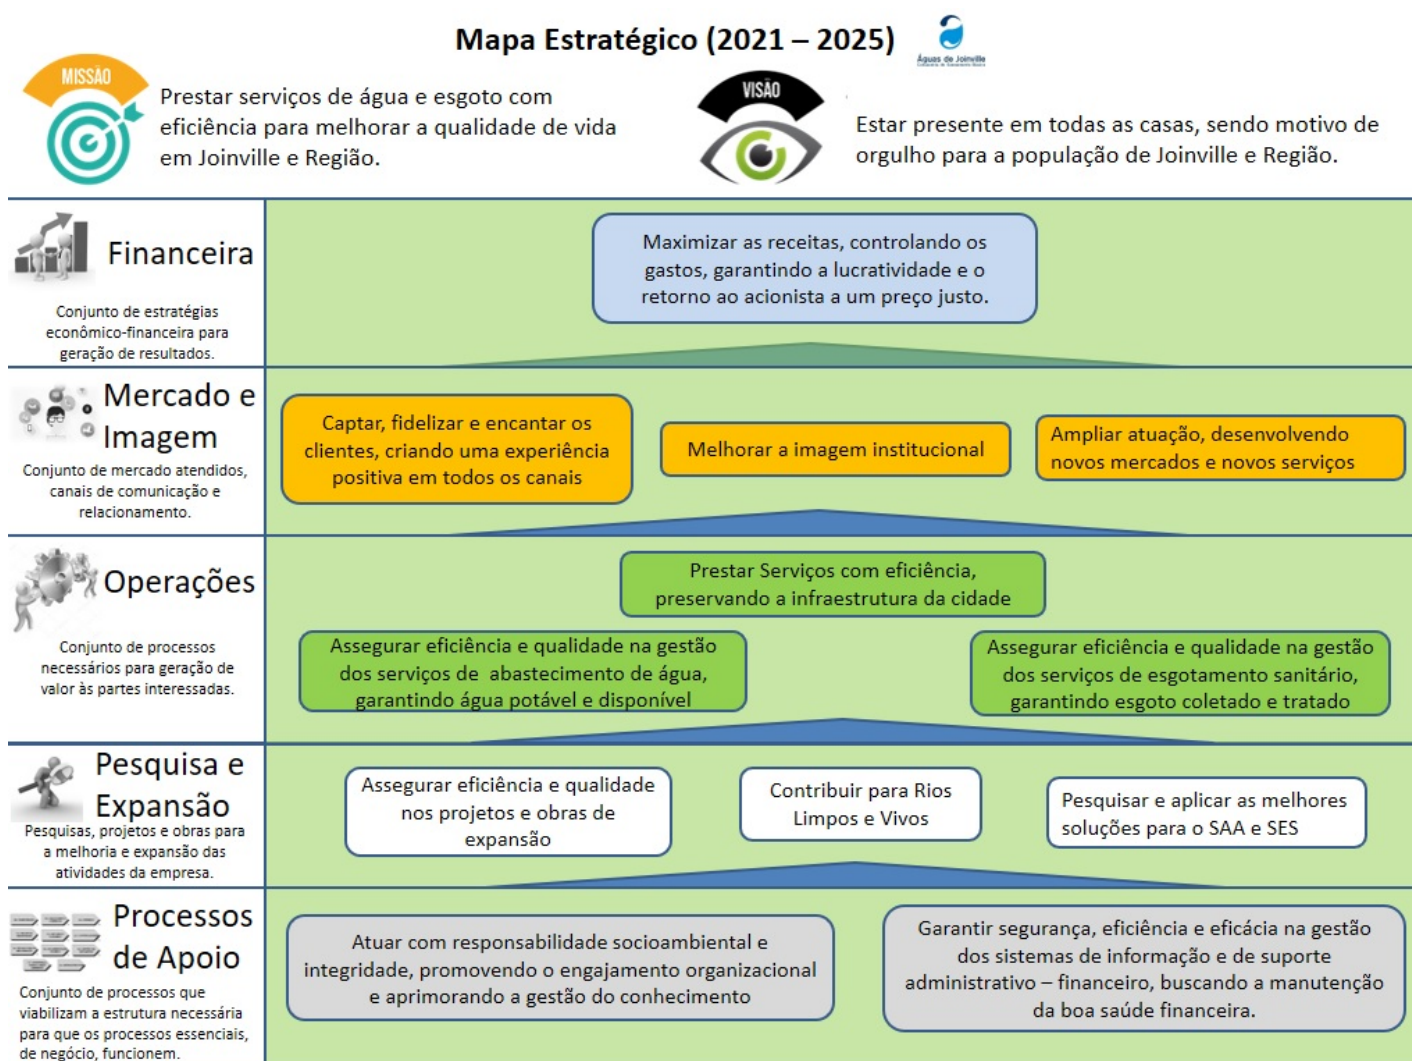 Mapa Estratégico (2021 – 2025)
Águas de Joinville
MISSÃO
Prestar serviços de água e esgoto com
eficiência para melhorar a qualidade de vida
em Joinville e Região.
VISÃO
Estar presente em todas as casas, sendo motivo de
orgulho para a população de Joinville e Região.
Financeira
Conjunto de estratégias
econômico-financeira para
geração de resultados.
Maximizar as receitas, controlando os
gastos, garantindo a lucratividade e o
retorno ao acionista a um preço justo.
Mercado e
Imagem
Conjunto de mercado atendidos,
canais de comunicação e
relacionamento.
Captar, fidelizar e encantar os
clientes, criando uma experiência
positiva em todos os canais
Melhorar a imagem institucional
Ampliar atuação, desenvolvendo
novos mercados e novos serviços
Operações
Conjunto de processos
necessários para geração de
valor às partes interessadas.
Prestar Serviços com eficiência,
preservando a infraestrutura da cidade
Assegurar eficiência e qualidade na gestão
dos serviços de abastecimento de água,
garantindo água potável e disponível
Assegurar eficiência e qualidade na gestão
dos serviços de esgotamento sanitário,
garantindo esgoto coletado e tratado
Pesquisa e
Expansão
Pesquisas, projetos e obras para
a melhoria e expansão das
atividades da empresa.
Assegurar eficiência e qualidade
nos projetos e obras de
expansão
Contribuir para Rios
Limpos e Vivos
Pesquisar e aplicar as melhores
soluções para o SAA e SES
Processos
de Apoio
Conjunto de processos que
viabilizam a estrutura necessária
para que os processos essenciais,
de negócio, funcionem.
Atuar com responsabilidade socioambiental e
integridade, promovendo o engajamento organizacional
e aprimorando a gestão do conhecimento
Garantir segurança, eficiência e eficácia na gestão
dos sistemas de informação e de suporte
administrativo – financeiro, buscando a manutenção
da boa saúde financeira.